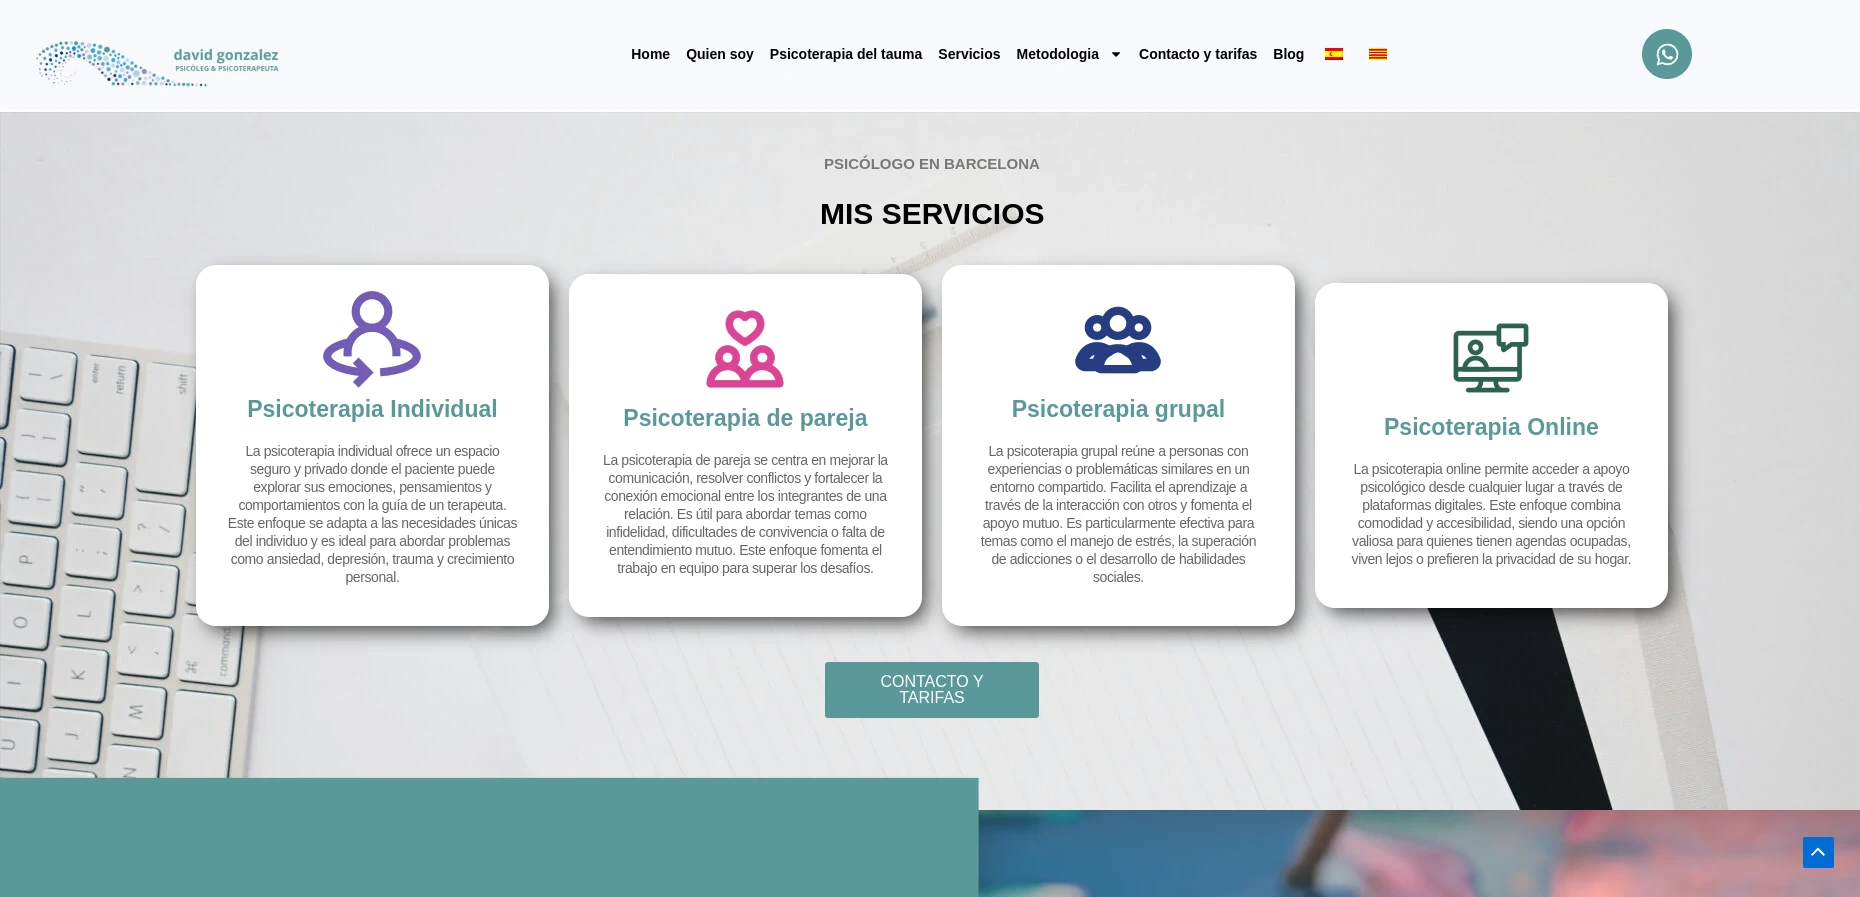 david gonzalez
PSICÒLEG & PSICOTERAPEUTA
Home Quien soy Psicoterapia del tauma Servicios Metodologia Contacto y tarifas Blog
PSICÓLOGO EN BARCELONA
MIS SERVICIOS
Psicoterapia Individual
La psicoterapia individual ofrece un espacio
seguro y privado donde el paciente puede
explorar sus emociones, pensamientos y
comportamientos con la guía de un terapeuta.
Este enfoque se adapta a las necesidades únicas
del individuo y es ideal para abordar problemas
como ansiedad, depresión, trauma y crecimiento
personal.
Psicoterapia de pareja
La psicoterapia de pareja se centra en mejorar la
comunicación, resolver conflictos y fortalecer la
conexión emocional entre los integrantes de una
relación. Es útil para abordar temas como
infidelidad, dificultades de convivencia o falta de
entendimiento mutuo. Este enfoque fomenta el
trabajo en equipo para superar los desafíos.
Psicoterapia grupal
La psicoterapia grupal reúne a personas con
experiencias o problemáticas similares en un
entorno compartido. Facilita el aprendizaje a
través de la interacción con otros y fomenta el
apoyo mutuo. Es particularmente efectiva para
temas como el manejo de estrés, la superación
de adicciones o el desarrollo de habilidades
sociales.
Psicoterapia Online
La psicoterapia online permite acceder a apoyo
psicológico desde cualquier lugar a través de
plataformas digitales. Este enfoque combina
comodidad y accesibilidad, siendo una opción
valiosa para quienes tienen agendas ocupadas,
viven lejos o prefieren la privacidad de su hogar.
CONTACTO Y
TARIFAS
enter
return
shift
command
P
O
L
I
K
J
U
W
N